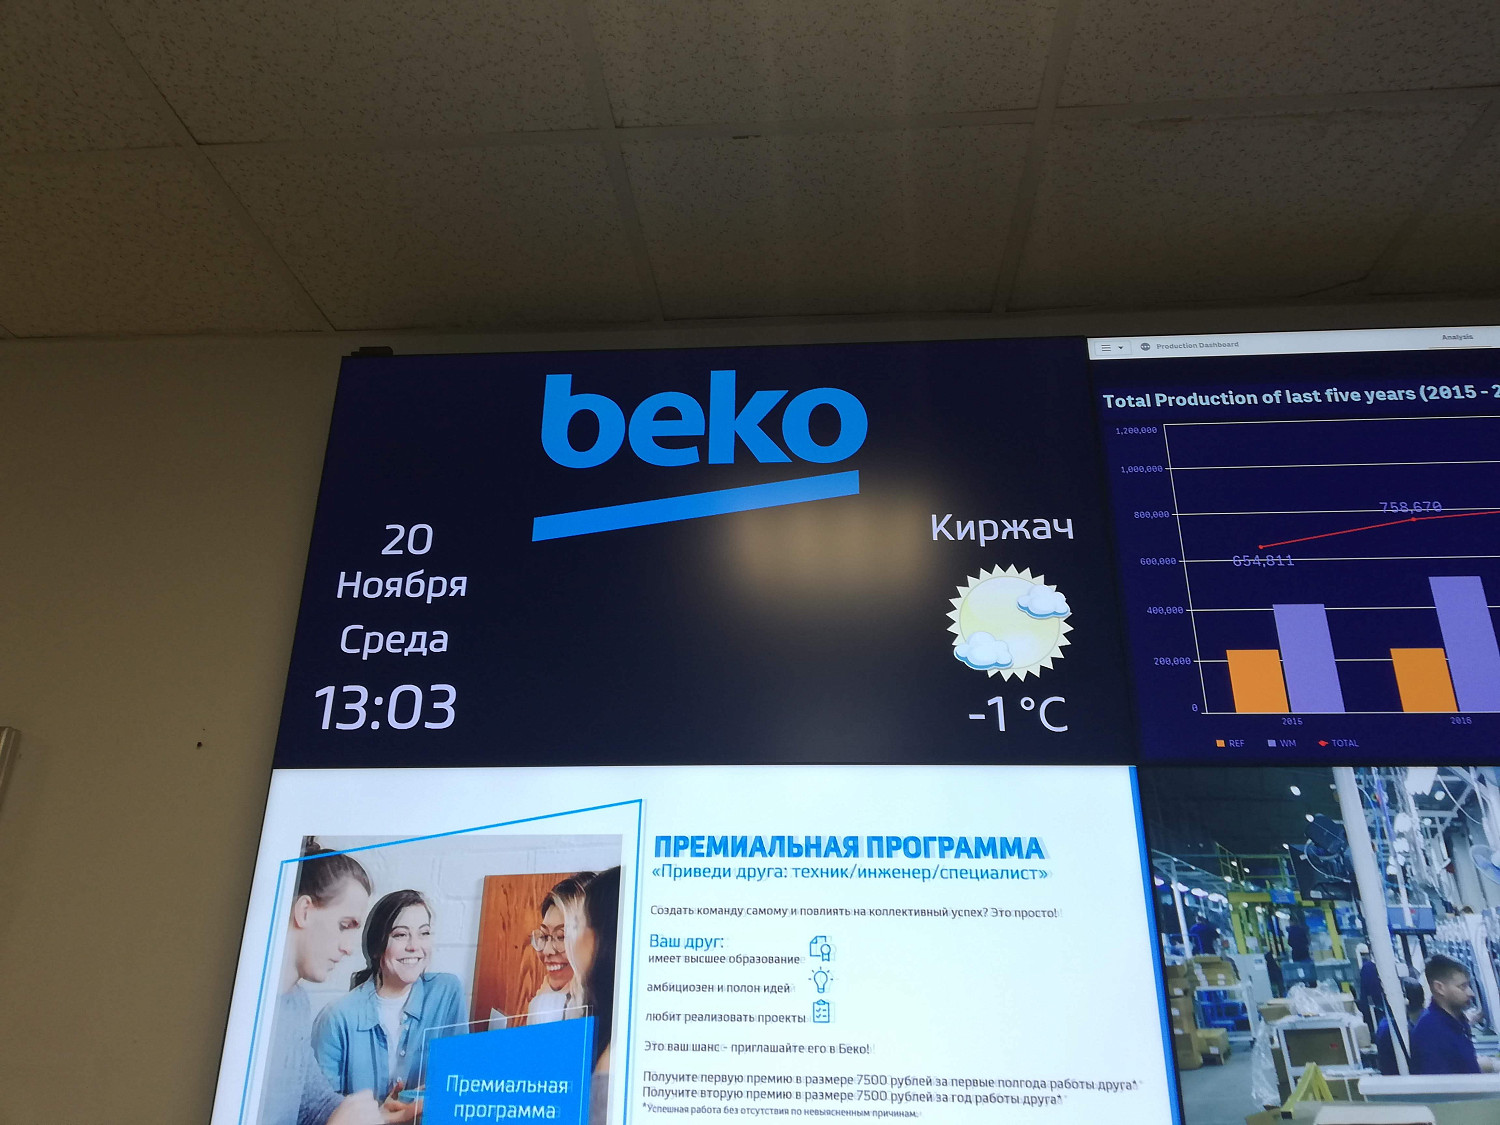 beko
20
Ноября
Среда
13:03
Киржач
-1 °C
Production Dashboard
Analysis
Total Production of last five years (2015 - 2
1,200,000
1,000,000
800,000
600,000
400,000
200,000
0
758,670
654,811
2015
2016
REF
WM
TOTAL
ПРЕМИАЛЬНАЯ ПРОГРАММА
«Приведи друга: техник/инженер/специалист»
Создать команду самому и повлиять на коллективный успех? Это просто!
Ваш друг:
имеет высшее образование
амбициозен и полон идей
любит реализовать проекты
Это ваш шанс - приглашайте его в Беко!
Получите первую премию в размере 7500 рублей за первые полгода работы друга*
Получите вторую премию в размере 7500 рублей за год работы друга*
*Успешная работа без отсутствия по невыясненным причинам.
Премиальная
программа